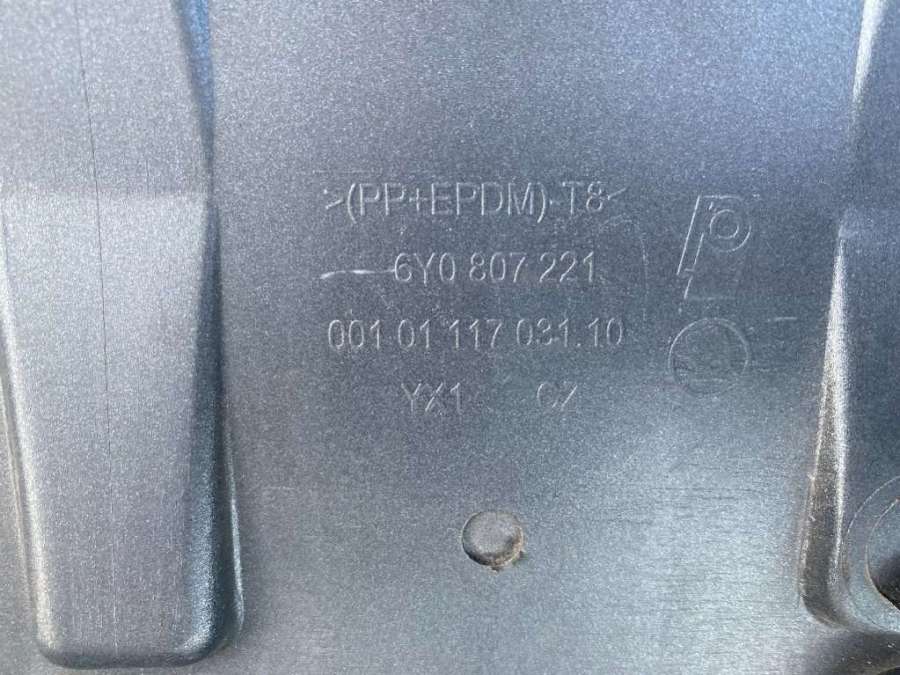 >(PP+EPDM)-T8<
6Y0 807 221
001 01 117 031.10
YX1 CZ